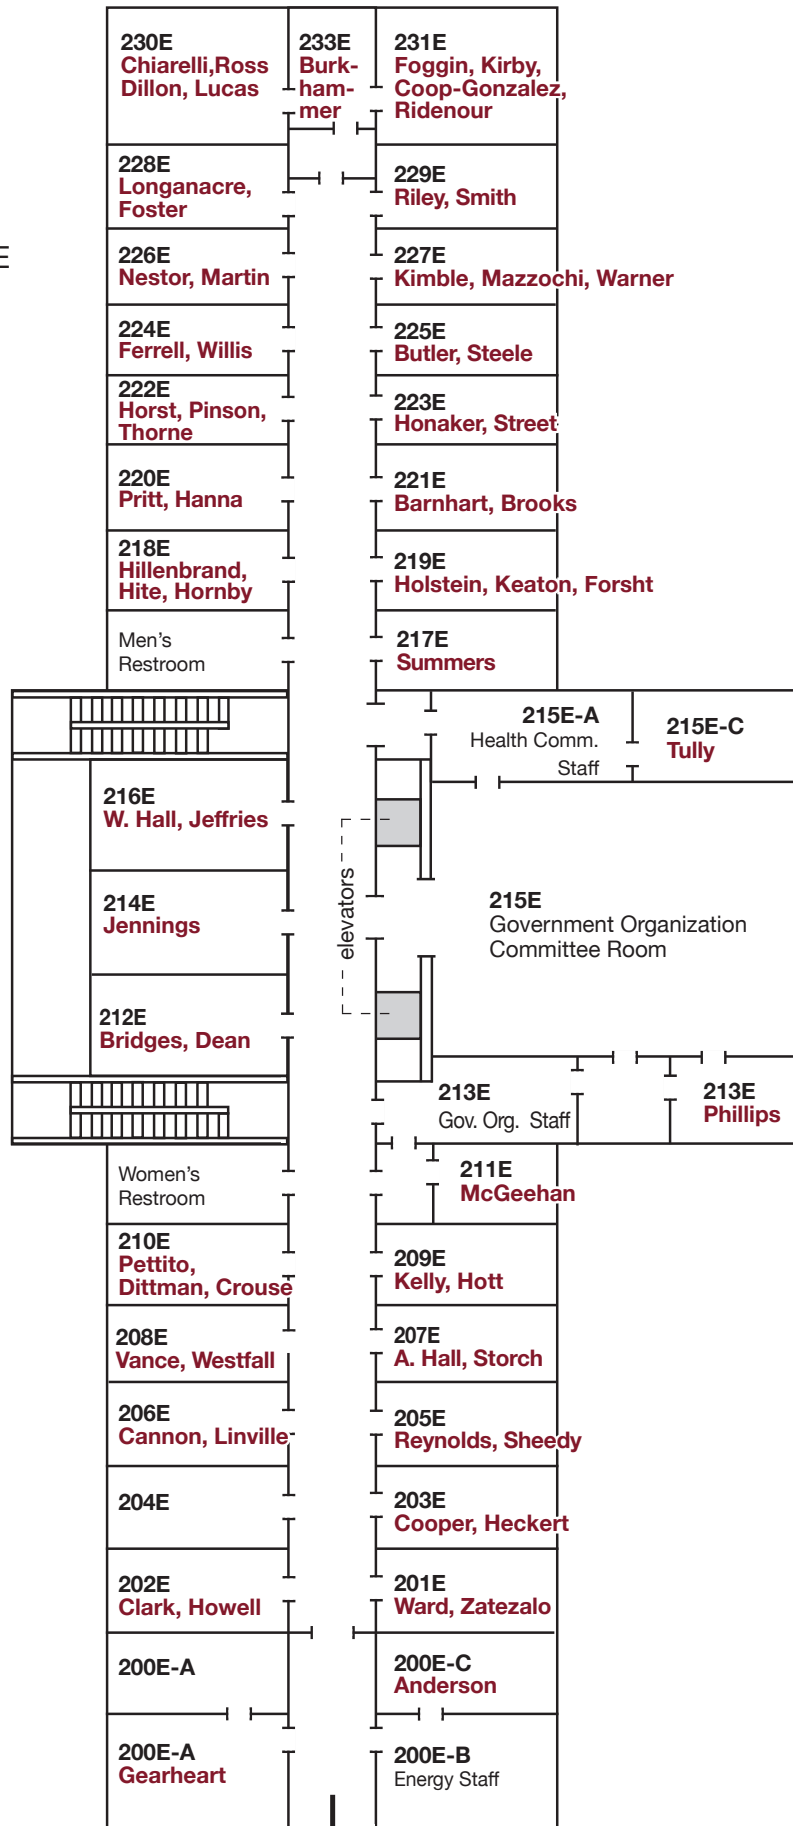 230E
Chiarelli,Ross
Dillon, Lucas
233E
Burk-
ham-
mer
231E
Foggin, Kirby,
Coop-Gonzalez,
Ridenour
228E
Longanacre,
Foster
229E
Riley, Smith
E
226E
Nestor, Martin
227E
Kimble, Mazzochi, Warner
224E
Ferrell, Willis
225E
Butler, Steele
222E
Horst, Pinson,
Thorne
223E
Honaker, Street
220E
Pritt, Hanna
221E
Barnhart, Brooks
218E
Hillenbrand,
Hite, Hornby
219E
Holstein, Keaton, Forsht
Men's
Restroom
217E
Summers
215E-A
Health Comm.
Staff
215E-C
Tully
216E
W. Hall, Jeffries
elevators
214E
Jennings
215E
Government Organization
Committee Room
212E
Bridges, Dean
213E
Gov. Org. Staff
213E
Phillips
Women's
Restroom
211E
McGeehan
210E
Pettito,
Dittman, Crouse
209E
Kelly, Hott
208E
Vance, Westfall
207E
A. Hall, Storch
206E
Cannon, Linville
205E
Reynolds, Sheedy
204E
203E
Cooper, Heckert
202E
Clark, Howell
201E
Ward, Zatezalo
200E-A
200E-C
Anderson
200E-A
Gearheart
200E-B
Energy Staff